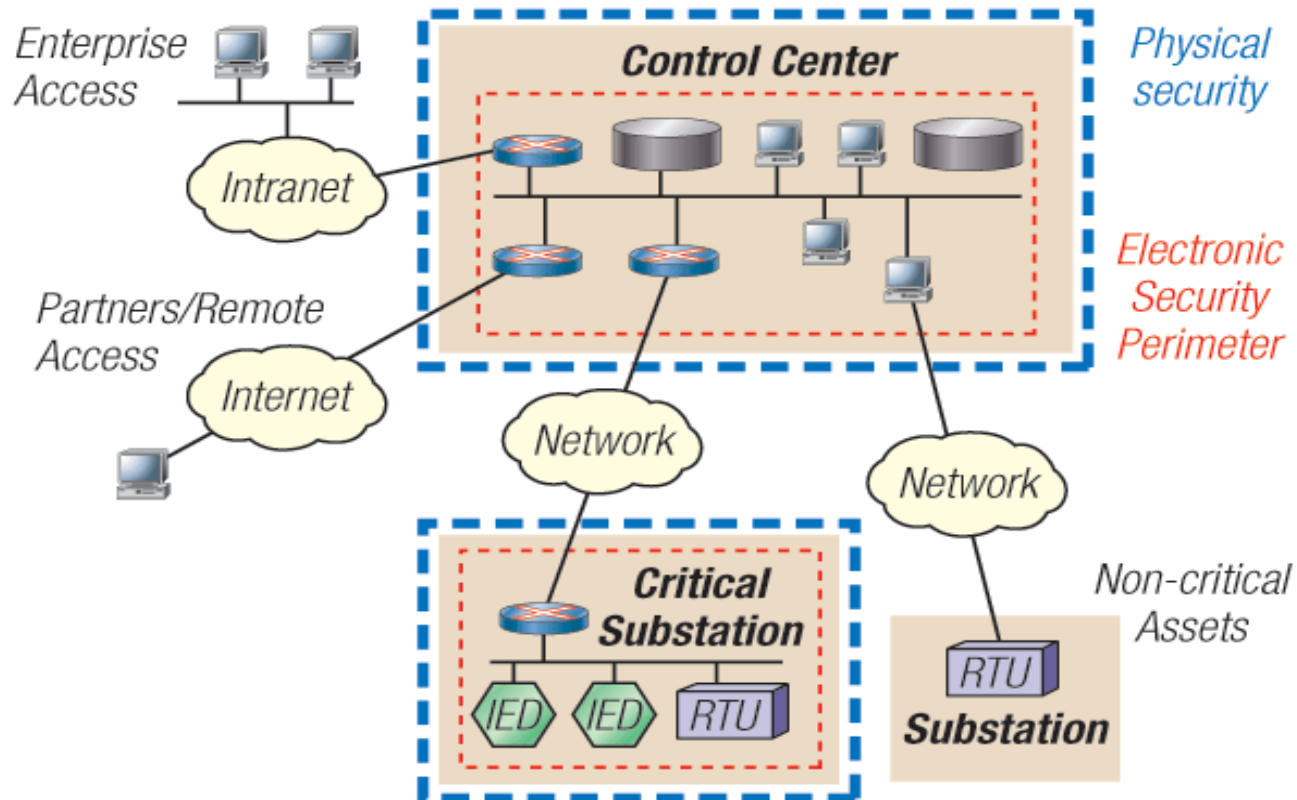 Enterprise
Access
Control Center
Physical
security
Intranet
Electronic
Security
Perimeter
Partners/Remote
Access
Internet
Network
Network
Critical
Substation
IED
IED
RTU
Non-critical
Assets
RTU
Substation